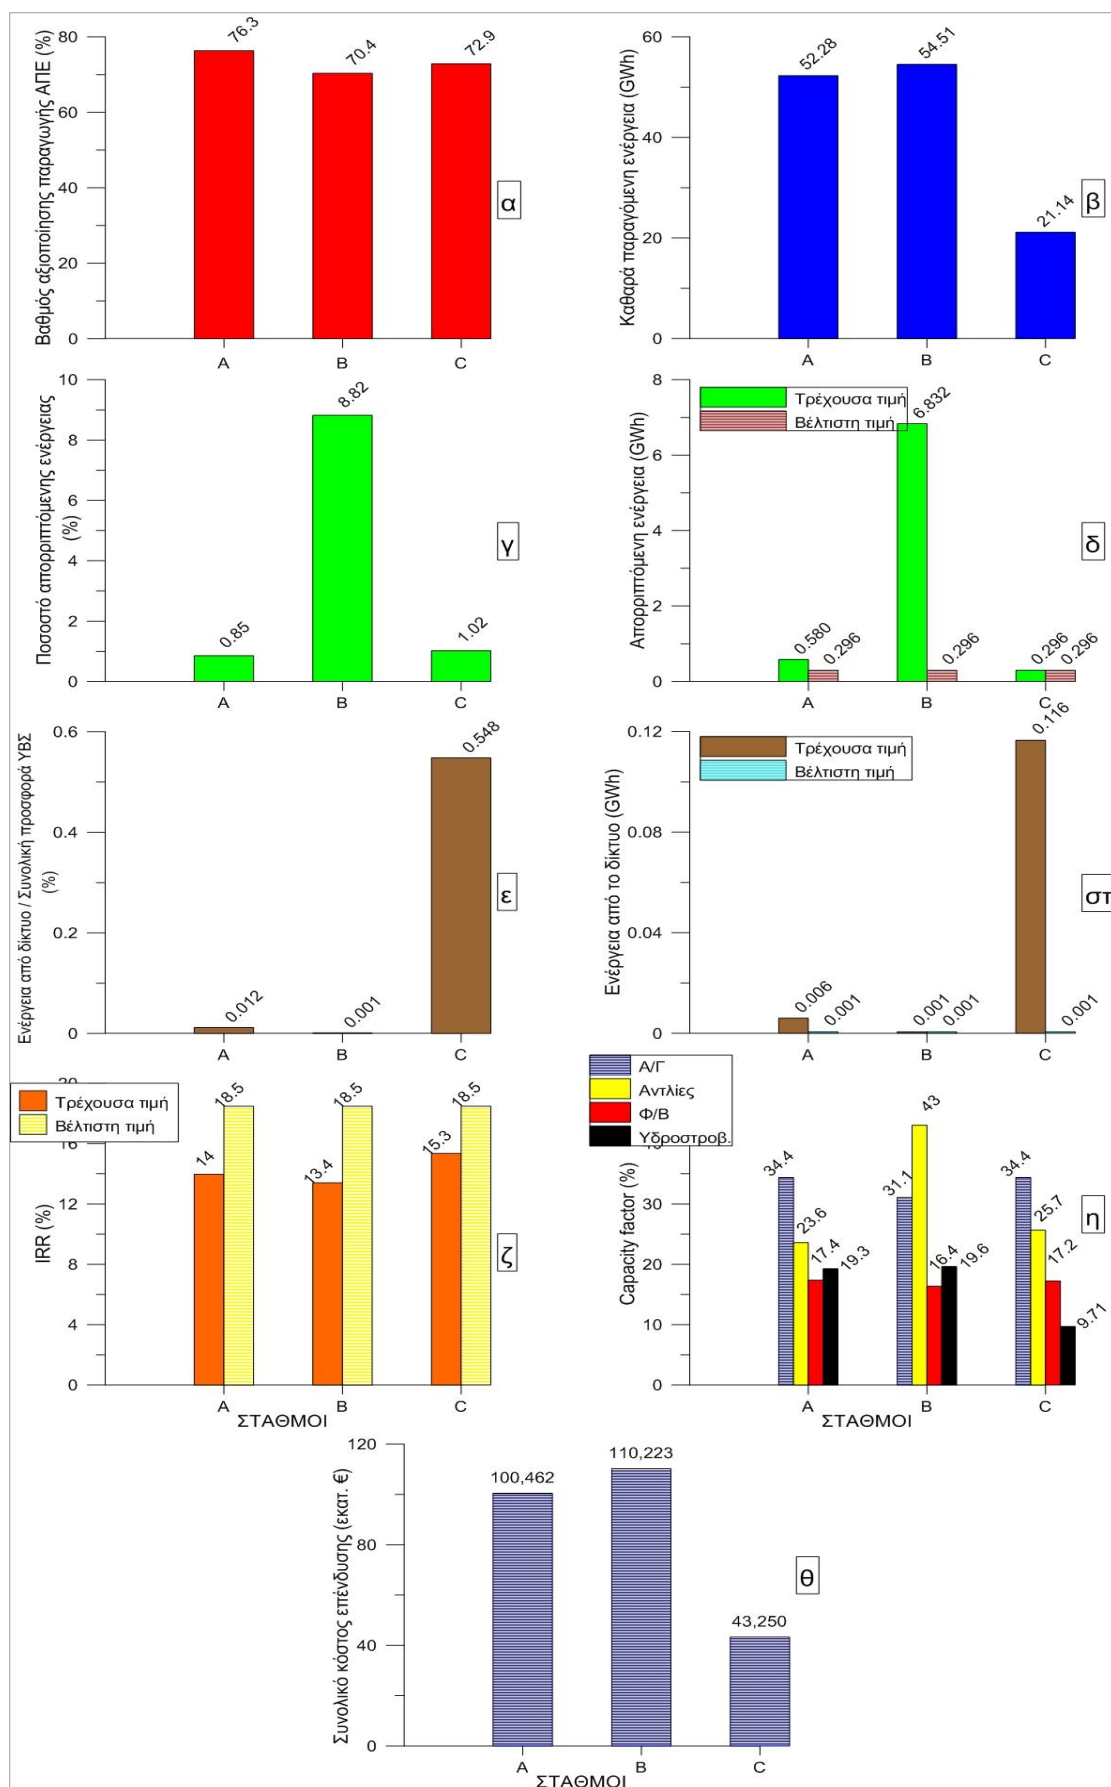 Βαθμός αξιοποίησης παραγωγής ΑΠΕ (%)
80
60
40
20
0
76.3
70.4
72.9
A
B
C
α
Καθαρά παραγόμενη ενέργεια (GWh)
60
40
20
0
52.28
54.51
21.14
A
B
C
β
Ποσοστό απορριπτόμενης ενέργειας
(%)
10
8
6
4
2
0
0.85
8.82
1.02
A
B
C
γ
Απορριπτόμενη ενέργεια (GWh)
8
6
4
2
0
Τρέχουσα τιμή
Βέλτιστη τιμή
0.580
0.296
6.832
0.296
0.296
0.296
A
B
C
δ
Ενέργεια από δίκτυο / Συνολική προσφορά ΥΒΣ
(%)
0.6
0.4
0.2
0
0.012
0.001
0.548
A
B
C
ε
Ενέργεια από το δίκτυο (GWh)
0.12
0.08
0.04
0
Τρέχουσα τιμή
Βέλτιστη τιμή
0.006
0.001
0.001
0.001
0.116
0.001
A
B
C
στ
IRR (%)
20
16
12
8
4
0
Τρέχουσα τιμή
Βέλτιστη τιμή
14
18.5
13.4
18.5
15.3
18.5
A
B
C
ΣΤΑΘΜΟΙ
ζ
Capacity factor (%)
30
20
10
0
Α/Γ
Αντλίες
Φ/Β
Υδροστροβ.
34.4
23.6
17.4
19.3
31.1
43
16.4
19.6
34.4
25.7
17.2
9.71
A
B
C
ΣΤΑΘΜΟΙ
η
Συνολικό κόστος επένδυσης (εκατ. €)
120
80
40
0
100,462
110,223
43,250
A
B
C
ΣΤΑΘΜΟΙ
θ